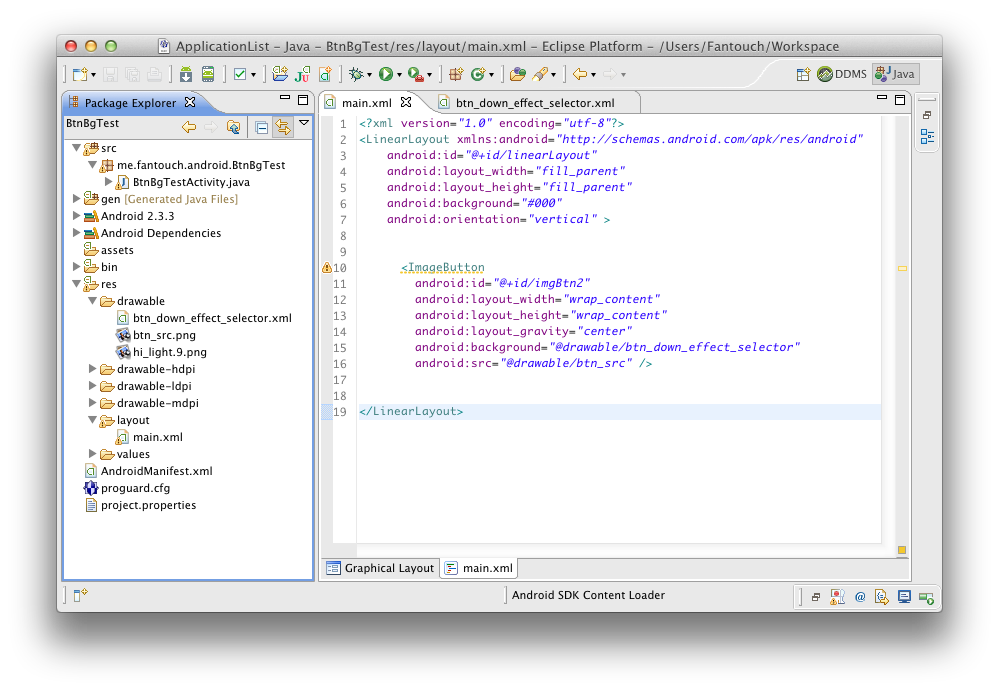 ApplicationList – Java – BtnBgTest/res/layout/main.xml – Eclipse Platform – /Users/Fantouch/Workspace
DDMS
Java
Package Explorer
BtnBgTest
src
me.fantouch.android.BtnBgTest
BtnBgTestActivity.java
gen [Generated Java Files]
Android 2.3.3
Android Dependencies
assets
bin
res
drawable
btn_down_effect_selector.xml
btn_src.png
hi_light.9.png
drawable-hdpi
drawable-ldpi
drawable-mdpi
layout
main.xml
values
AndroidManifest.xml
proguard.cfg
project.properties
main.xml
btn_down_effect_selector.xml
1 <?xml version="1.0" encoding="utf-8"?>
2 <LinearLayout xmlns:android="http://schemas.android.com/apk/res/android"
3 android:id="@+id/linearLayout"
4 android:layout_width="fill_parent"
5 android:layout_height="fill_parent"
6 android:background="#000"
7 android:orientation="vertical" >
8
9
10 <ImageButton
11 android:id="@+id/imgBtn2"
12 android:layout_width="wrap_content"
13 android:layout_height="wrap_content"
14 android:layout_gravity="center"
15 android:background="@drawable/btn_down_effect_selector"
16 android:src="@drawable/btn_src" />
17
18
19 </LinearLayout>
Graphical Layout
main.xml
Android SDK Content Loader